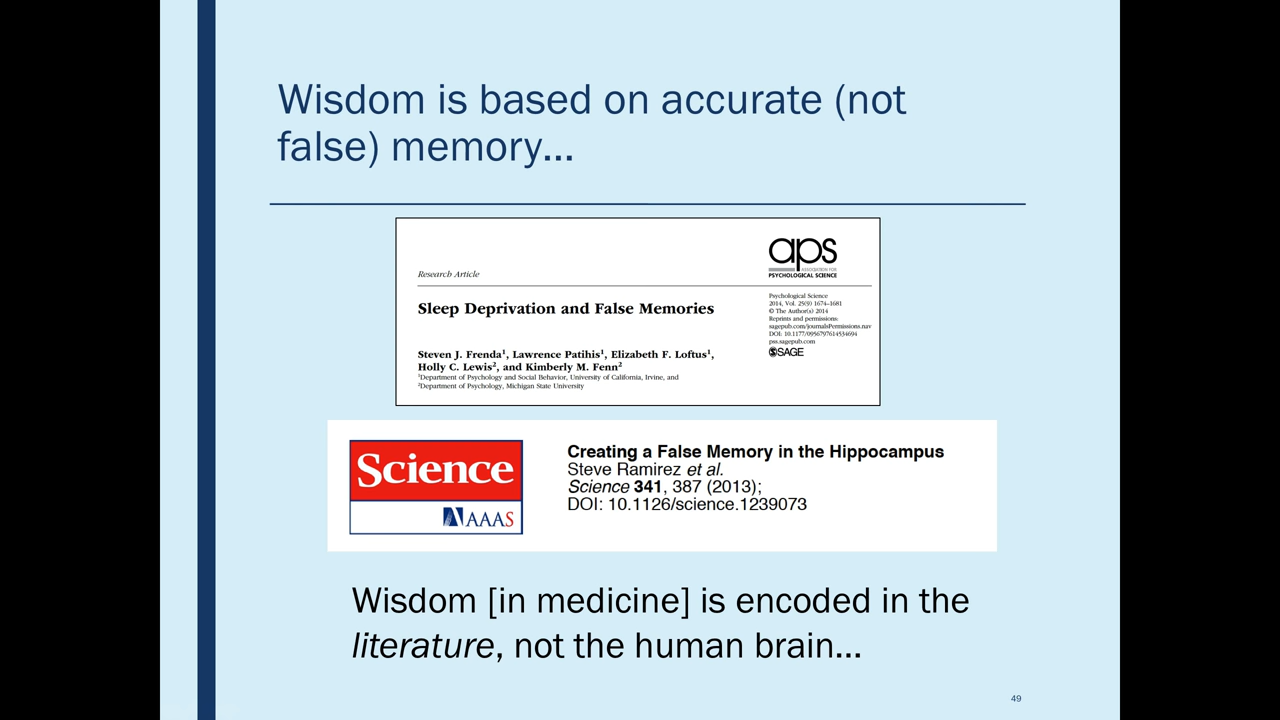 Wisdom is based on accurate (not
false) memory...
aps
ASSOCIATION FOR
PSYCHOLOGICAL SCIENCE
Research Article
Sleep Deprivation and False Memories
Psychological Science
2014, Vol. 25(9) 1674–1681
© The Author(s) 2014
Reprints and permissions:
sagepub.com/journalsPermissions.nav
DOI: 10.1177/0956797614534694
pss.sagepub.com
SAGE
Steven J. Frenda¹, Lawrence Patihis¹, Elizabeth F. Loftus¹,
Holly C. Lewis², and Kimberly M. Fenn²
¹Department of Psychology and Social Behavior, University of California, Irvine, and
²Department of Psychology, Michigan State University
Science
AAAS
Creating a False Memory in the Hippocampus
Steve Ramirez et al.
Science 341, 387 (2013);
DOI: 10.1126/science.1239073
Wisdom [in medicine] is encoded in the
literature, not the human brain...
49